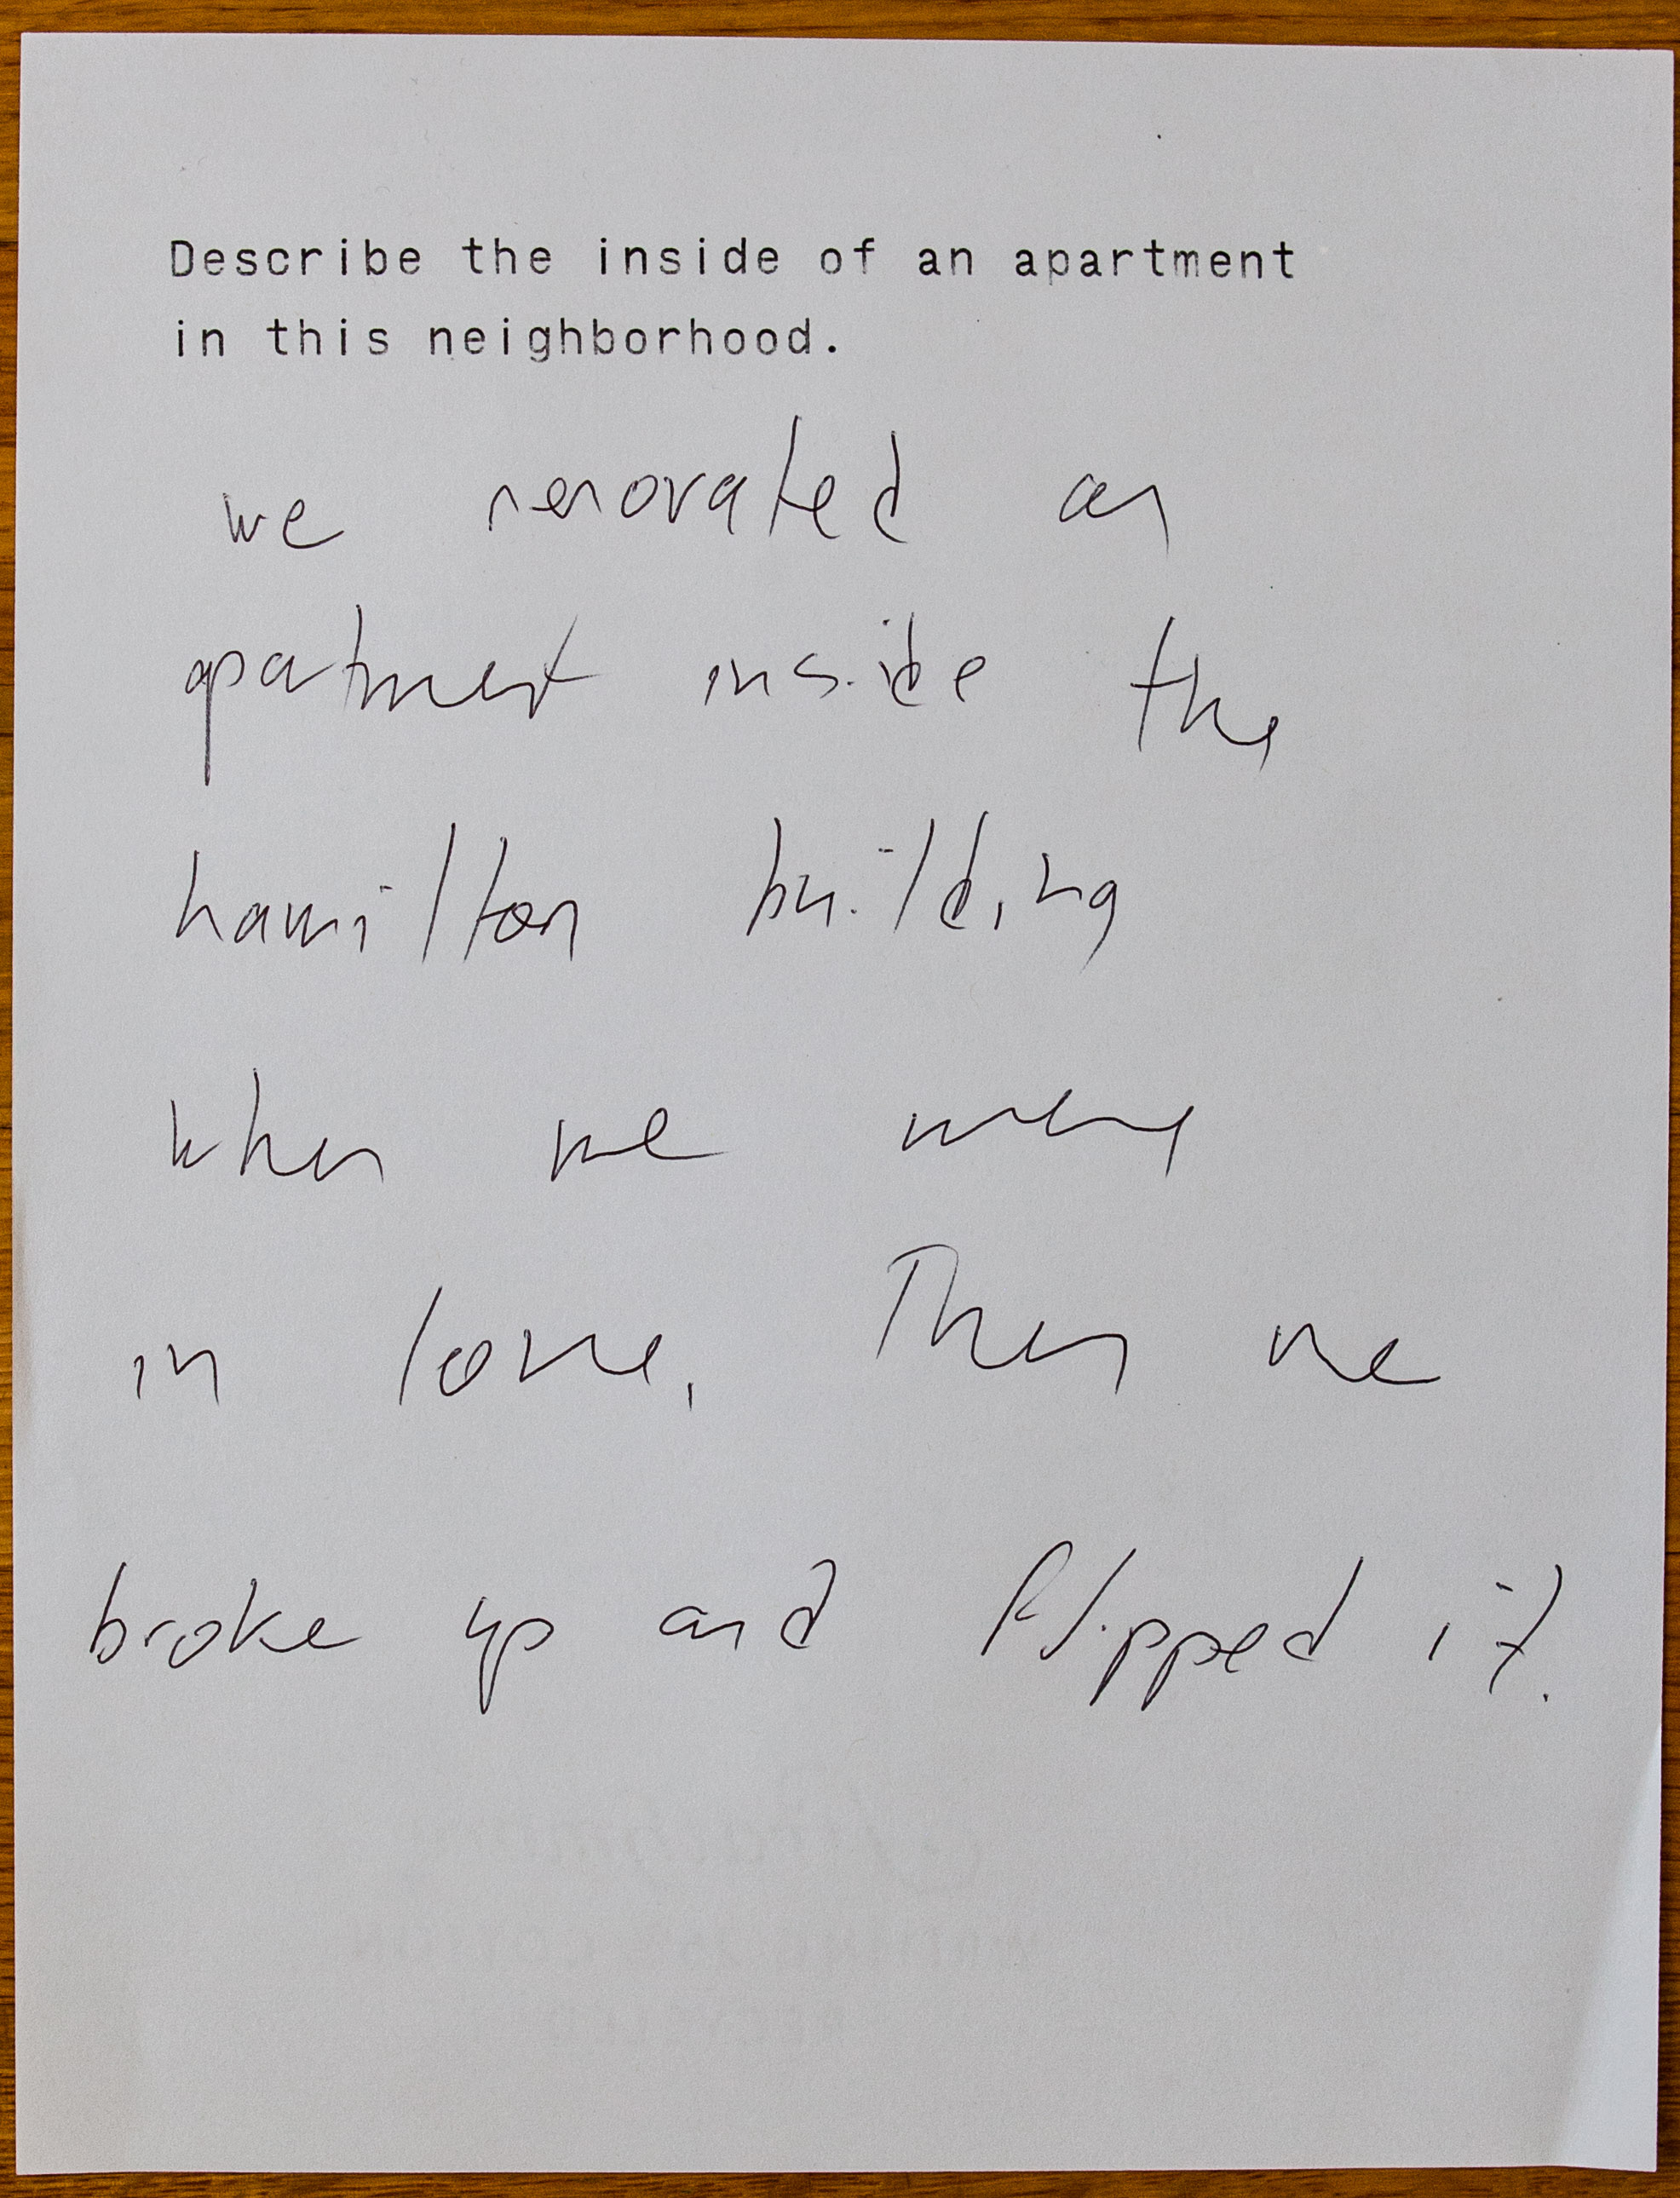 Describe the inside of an apartment
in this neighborhood.
we renovated an
apartment inside the
hamilton building
when we were
in love. Then we
broke up and flipped it.